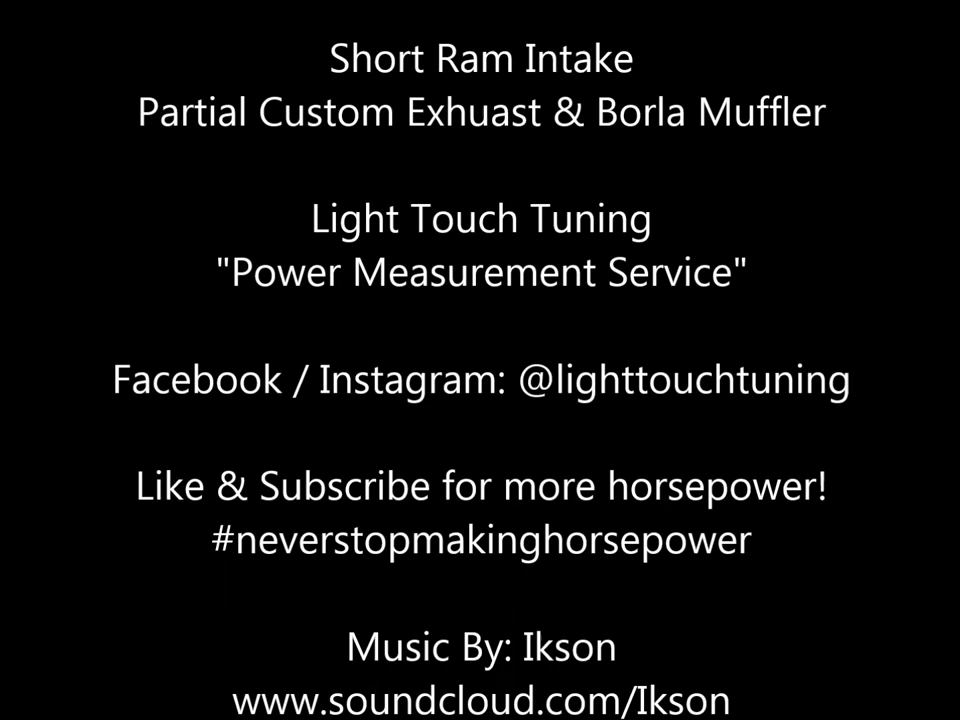 Short Ram Intake
Partial Custom Exhuast & Borla Muffler
Light Touch Tuning
"Power Measurement Service"
Facebook / Instagram: @lighttouchtuning
Like & Subscribe for more horsepower!
#neverstopmakinghorsepower
Music By: Ikson
www.soundcloud.com/Ikson